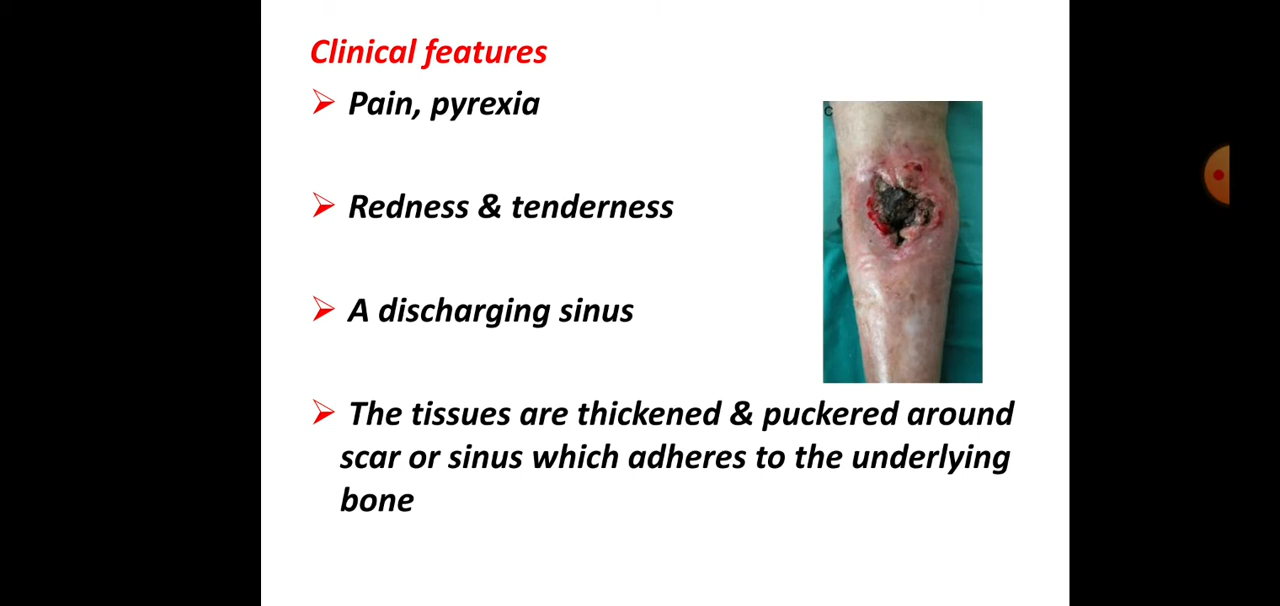 Clinical features
➢ Pain, pyrexia
C
➢ Redness & tenderness
➢ A discharging sinus
➢ The tissues are thickened & puckered around
scar or sinus which adheres to the underlying
bone